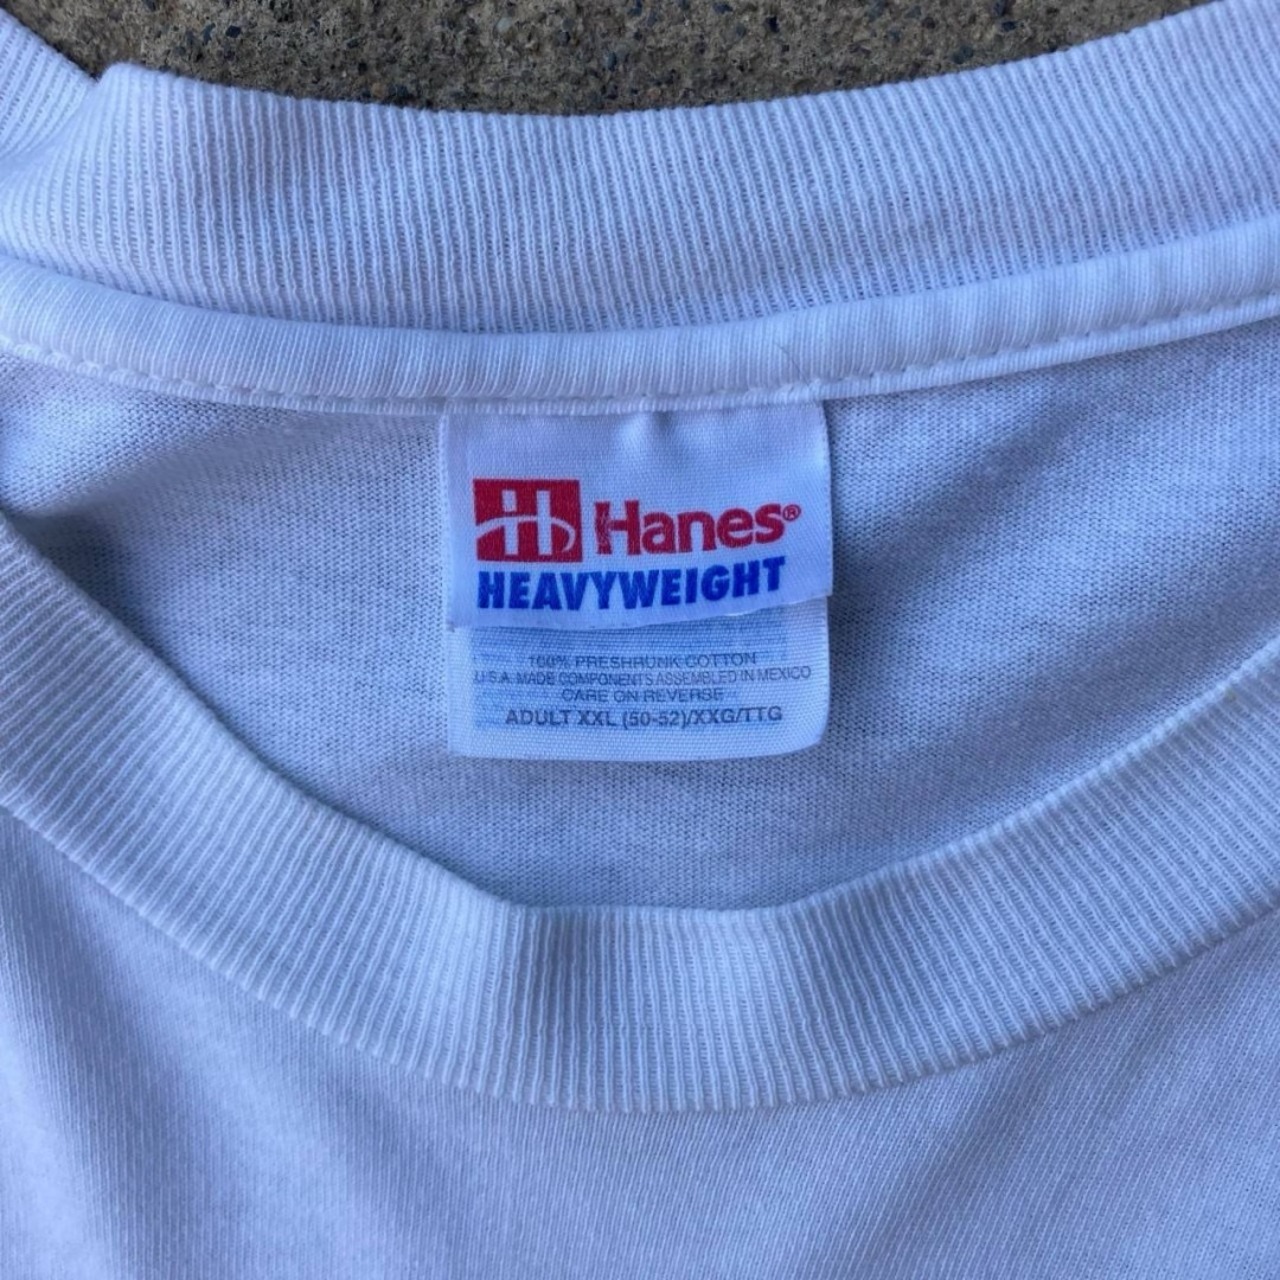 H Hanes®
HEAVYWEIGHT
100% PRESHRUNK COTTON
U.S.A. MADE COMPONENTS ASSEMBLED IN MEXICO
CARE ON REVERSE
ADULT XXL (50-52)/XXG/TTG